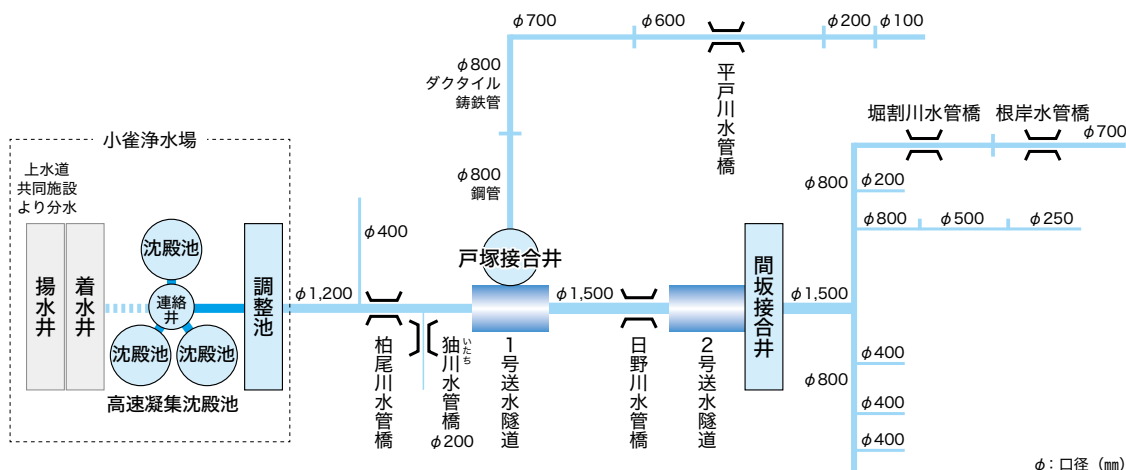 小雀浄水場
上水道
共同施設
より分水
揚水井
着水井
沈殿池
連絡
井
沈殿池
沈殿池
高速凝集沈殿池
調整池
φ1,200
φ400
柏尾川水管橋
狆川水管橋
いたち
φ200
戸塚接合井
1号送水隧道
φ800
鋼管
φ800
ダクタイル
鋳鉄管
φ700
φ600
平戸川水管橋
φ200
φ100
φ1,500
日野川水管橋
2号送水隧道
間坂接合井
φ1,500
φ800
堀割川水管橋
根岸水管橋
φ700
φ200
φ800
φ500
φ250
φ400
φ800
φ400
φ400
φ：口径（㎜）